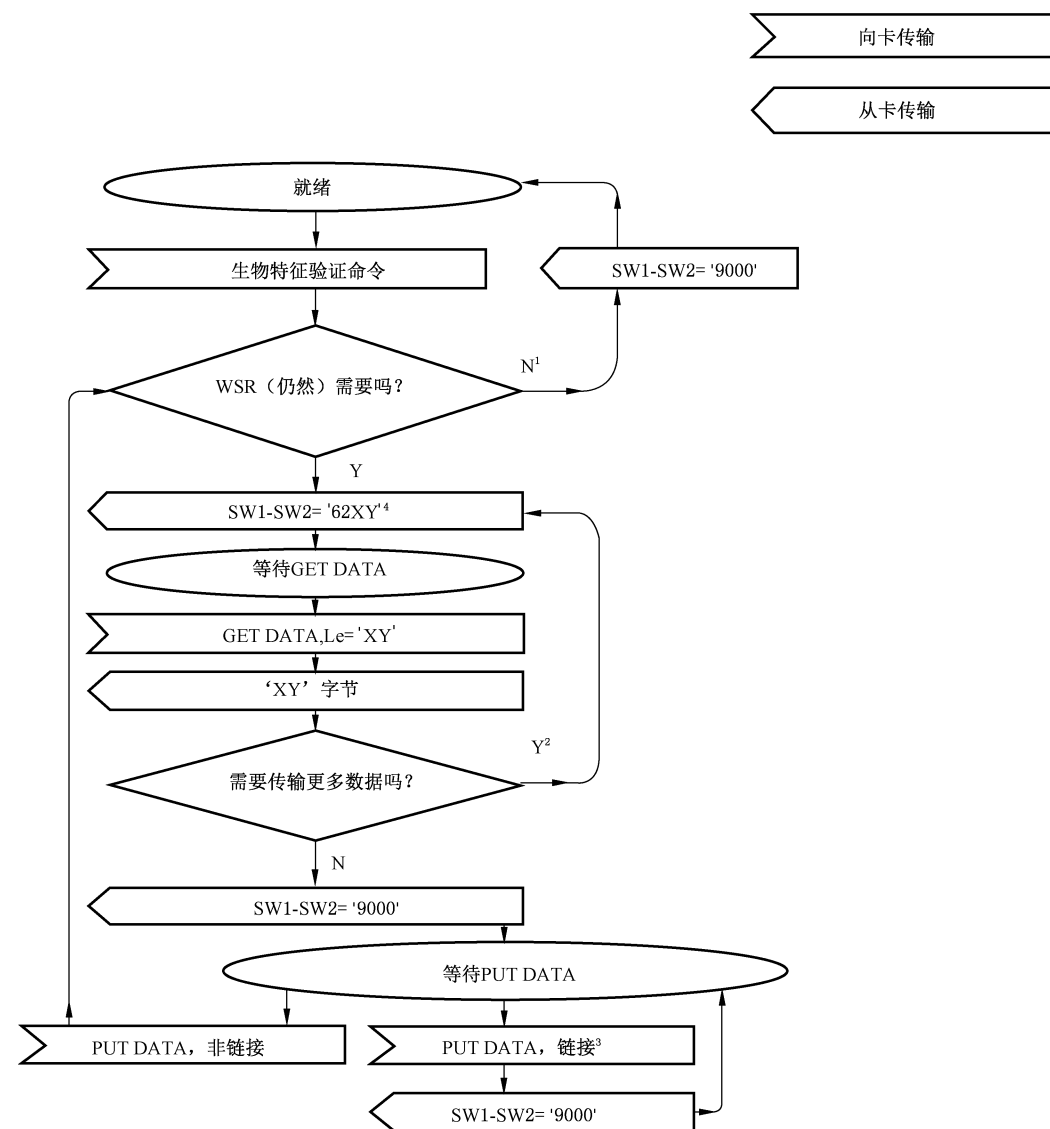 向卡传输
从卡传输
就绪
生物特征验证命令
SW1-SW2= '9000'
WSR（仍然）需要吗？
N¹
Y
SW1-SW2= '62XY'⁴
等待GET DATA
GET DATA,Le= 'XY'
‘XY’字节
需要传输更多数据吗？
Y²
N
SW1-SW2= '9000'
等待PUT DATA
PUT DATA，非链接
PUT DATA，链接³
SW1-SW2= '9000'